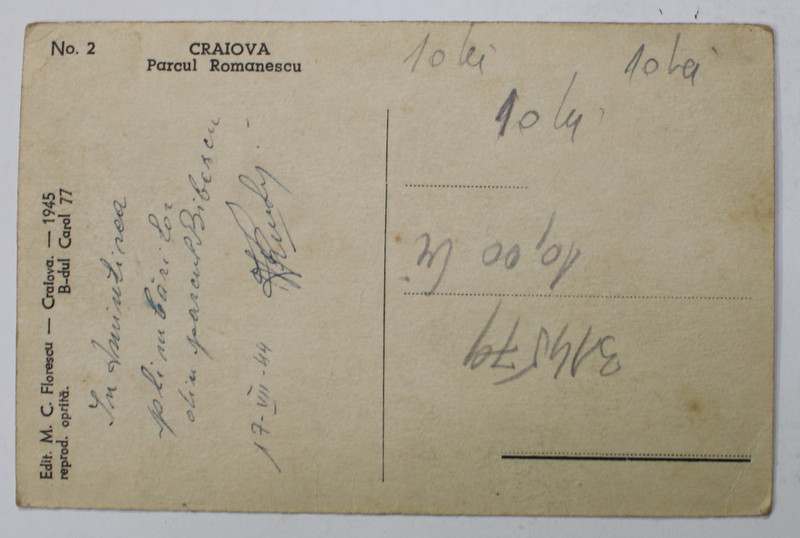 No. 2
CRAIOVA
Parcul Romanescu
Edit. M. C. Florescu — Craiova. — 1945
B-dul Carol 77
reprod. oprită.
In Amintirea
plimbărilor
din parcul Bibescu
17-VII-44
10 lei
10 lei
10 lei
10,00 lei
314579